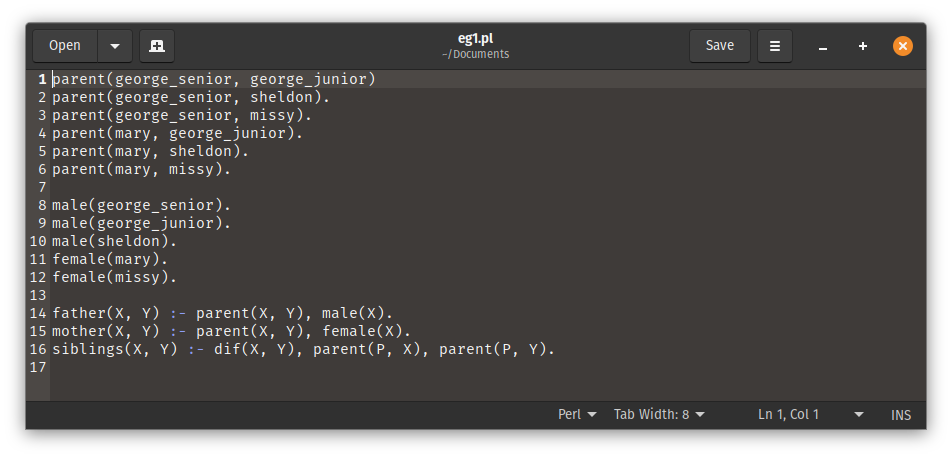 Open
eg1.pl
~/Documents
Save
1 parent(george_senior, george_junior)
2 parent(george_senior, sheldon).
3 parent(george_senior, missy).
4 parent(mary, george_junior).
5 parent(mary, sheldon).
6 parent(mary, missy).
7
8 male(george_senior).
9 male(george_junior).
10 male(sheldon).
11 female(mary).
12 female(missy).
13
14 father(X, Y) :- parent(X, Y), male(X).
15 mother(X, Y) :- parent(X, Y), female(X).
16 siblings(X, Y) :- dif(X, Y), parent(P, X), parent(P, Y).
17
Perl Tab Width: 8 Ln 1, Col 1 INS